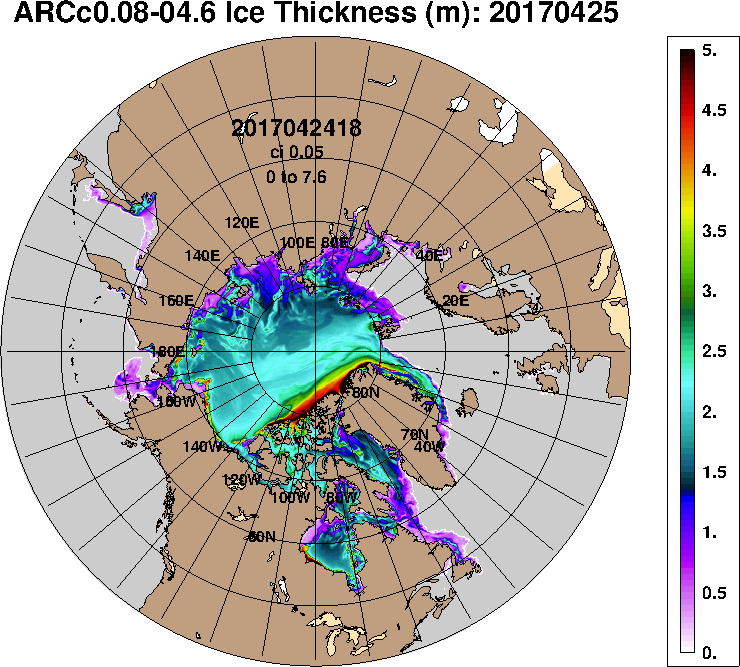 ARCc0.08-04.6 Ice Thickness (m): 20170425
2017042418
ci 0.05
0 to 7.6
120E
100E 80E
140E
40E
160E
20E
180E
160W
80N
140W
70N
40W
120W
100W
80W
60N
5.
4.5
4.
3.5
3.
2.5
2.
1.5
1.
0.5
0.